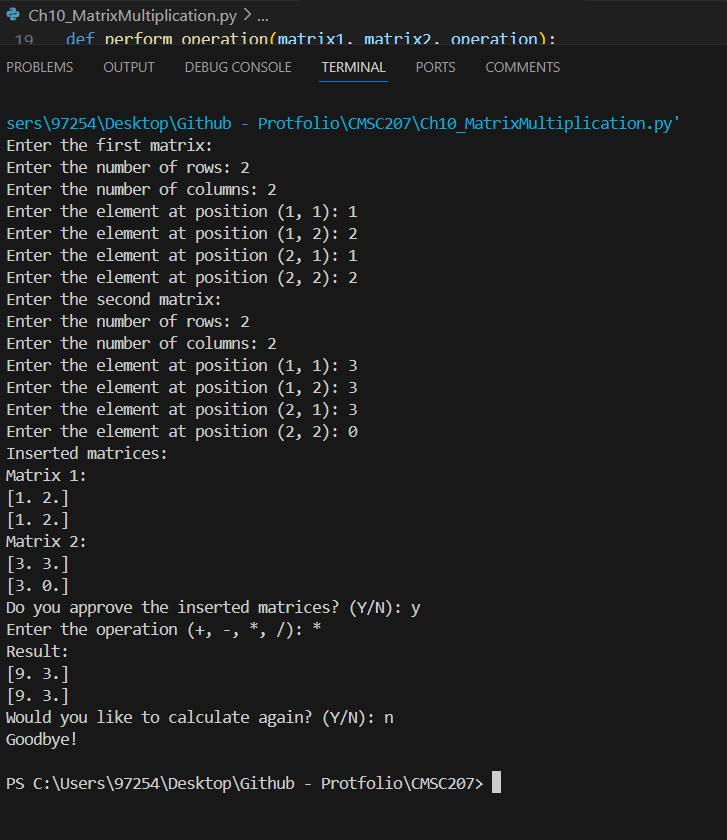 Ch10_MatrixMultiplication.py > ...
19 def perform_operation(matrix1, matrix2, operation):
PROBLEMS OUTPUT DEBUG CONSOLE TERMINAL PORTS COMMENTS
sers\97254\Desktop\Github - Protfolio\CMSC207\Ch10_MatrixMultiplication.py'
Enter the first matrix:
Enter the number of rows: 2
Enter the number of columns: 2
Enter the element at position (1, 1): 1
Enter the element at position (1, 2): 2
Enter the element at position (2, 1): 1
Enter the element at position (2, 2): 2
Enter the second matrix:
Enter the number of rows: 2
Enter the number of columns: 2
Enter the element at position (1, 1): 3
Enter the element at position (1, 2): 3
Enter the element at position (2, 1): 3
Enter the element at position (2, 2): 0
Inserted matrices:
Matrix 1:
[1. 2.]
[1. 2.]
Matrix 2:
[3. 3.]
[3. 0.]
Do you approve the inserted matrices? (Y/N): y
Enter the operation (+, -, *, /): *
Result:
[9. 3.]
[9. 3.]
Would you like to calculate again? (Y/N): n
Goodbye!
PS C:\Users\97254\Desktop\Github - Protfolio\CMSC207>